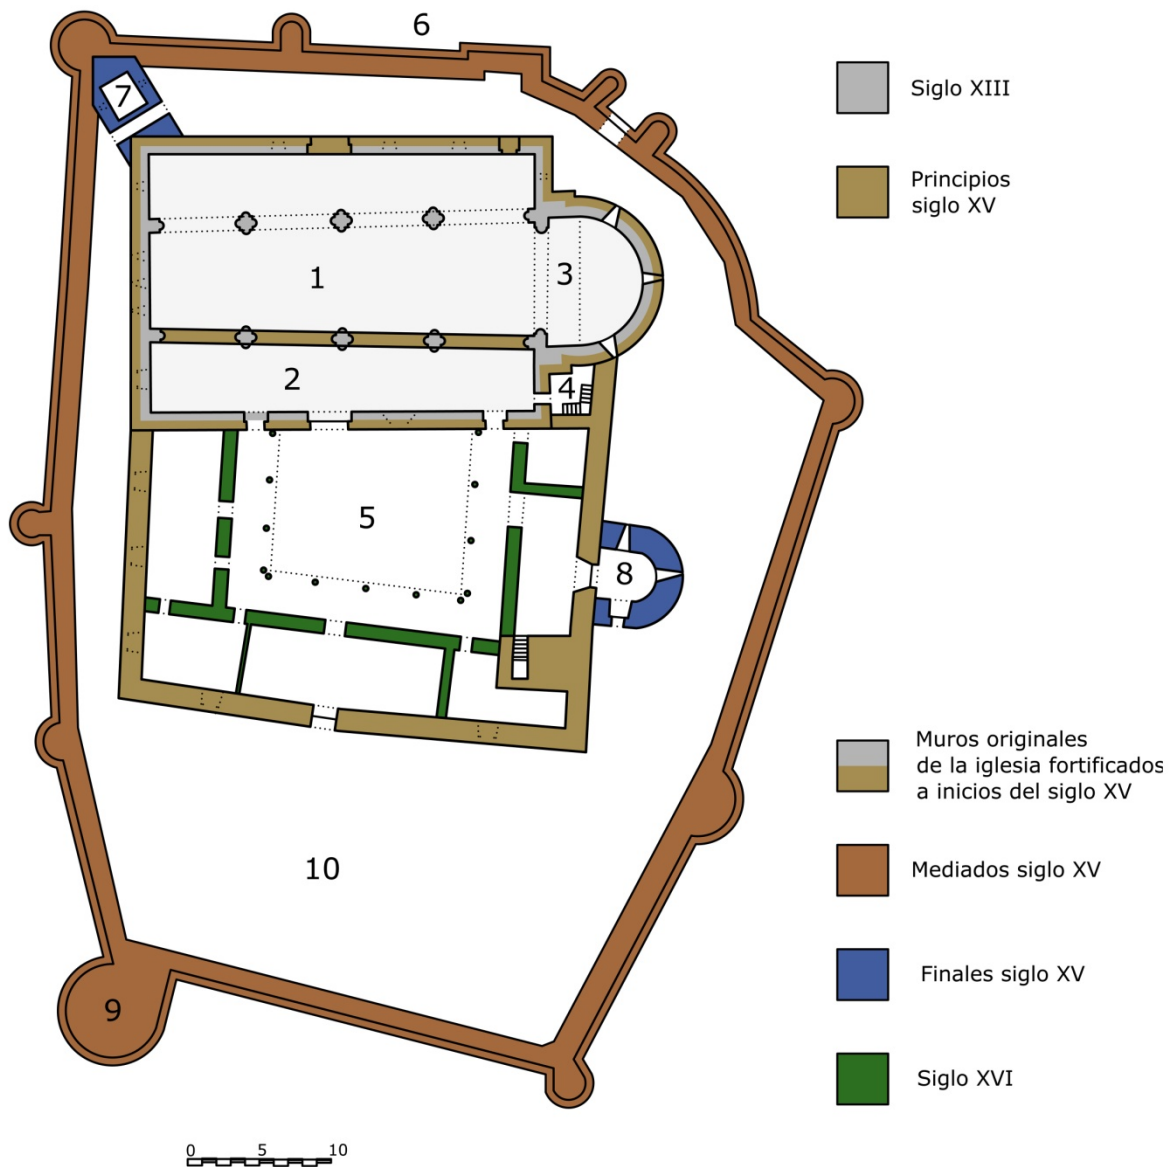 6
7
1
3
2
4
5
8
10
9
Siglo XIII
Principios
siglo XV
Muros originales
de la iglesia fortificados
a inicios del siglo XV
Mediados siglo XV
Finales siglo XV
Siglo XVI
0 5 10